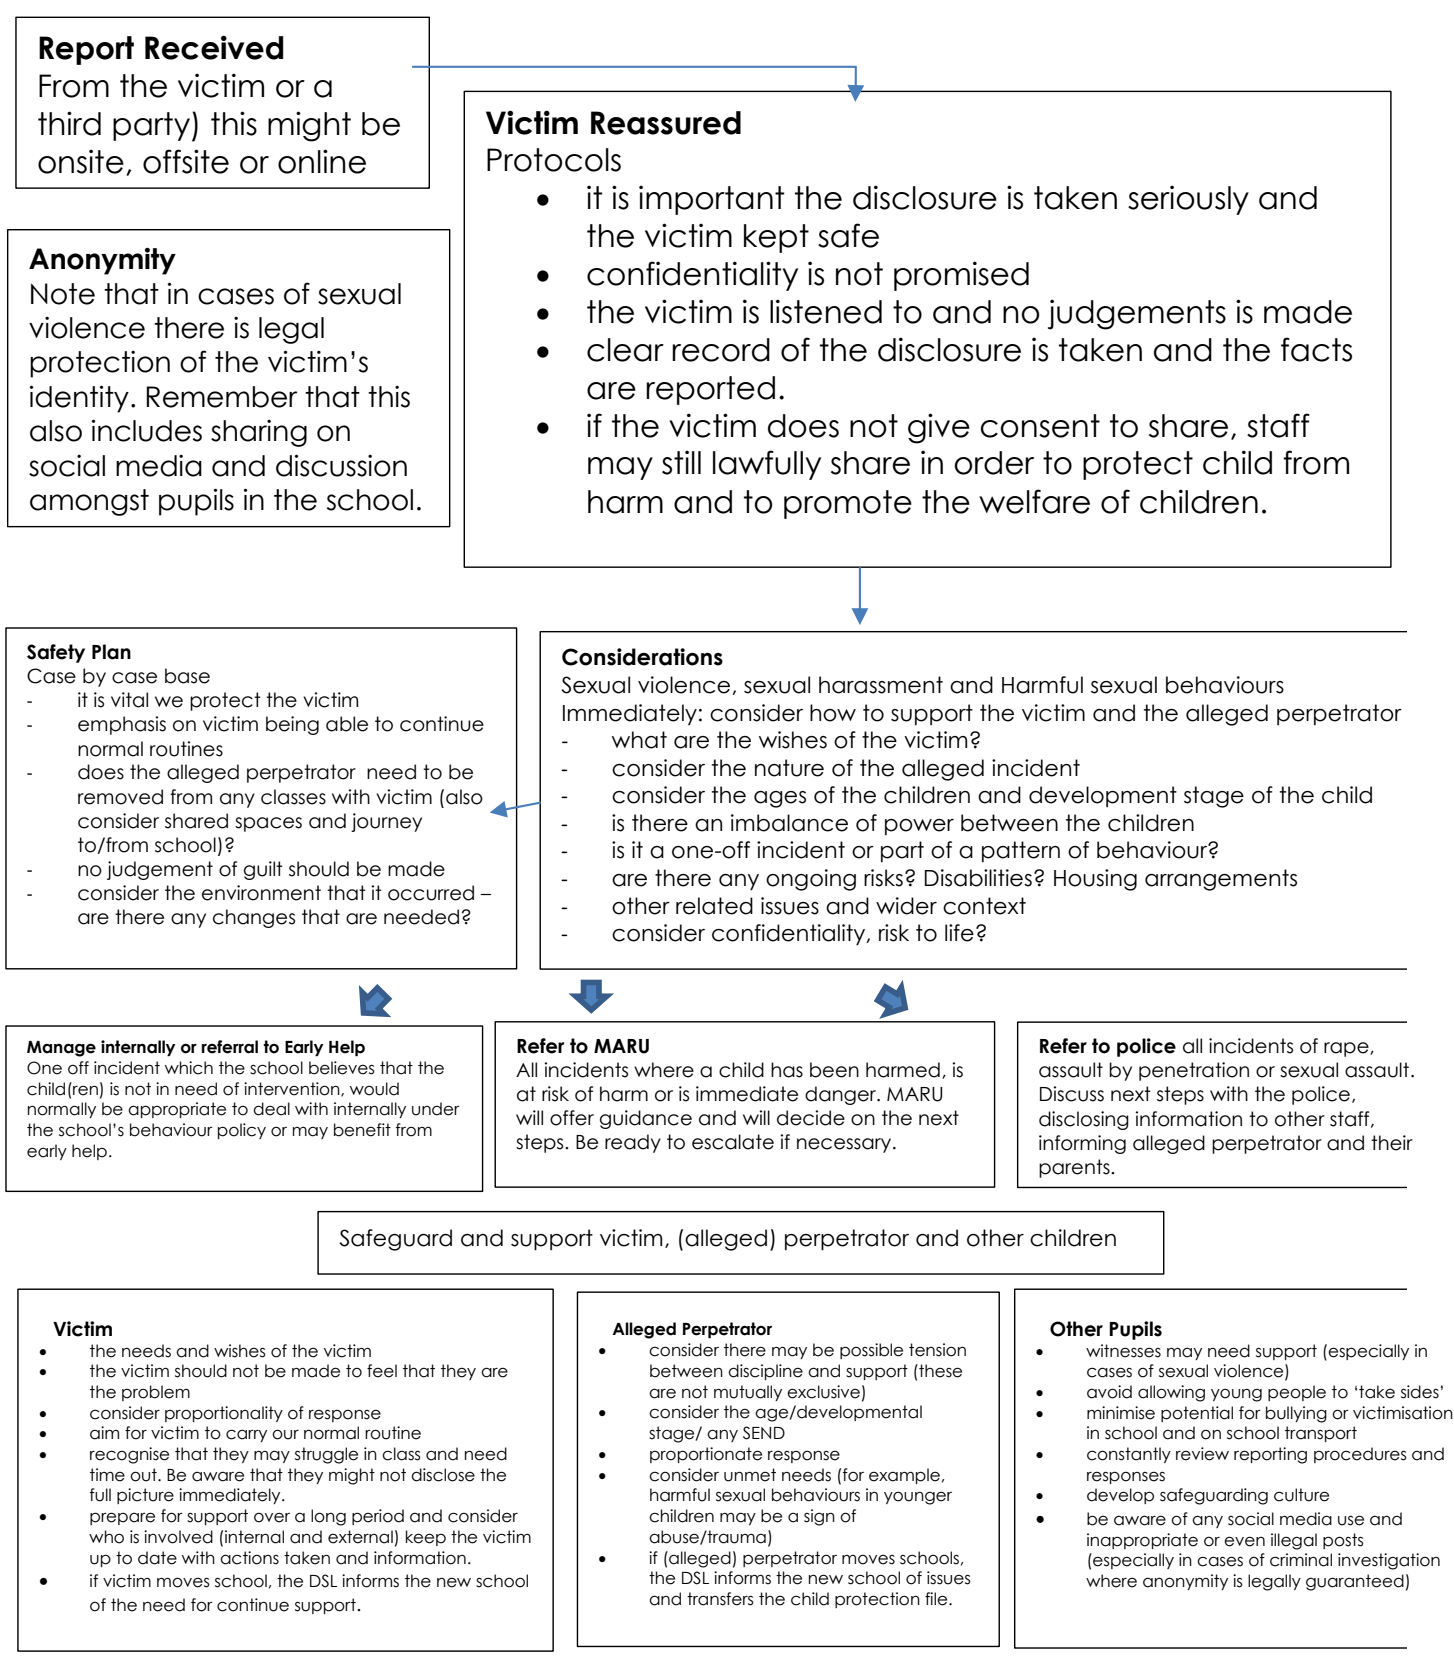 Report Received
From the victim or a
third party) this might be
onsite, offsite or online
Victim Reassured
Protocols
• it is important the disclosure is taken seriously and
the victim kept safe
• confidentiality is not promised
• the victim is listened to and no judgements is made
• clear record of the disclosure is taken and the facts
are reported.
• if the victim does not give consent to share, staff
may still lawfully share in order to protect child from
harm and to promote the welfare of children.
Anonymity
Note that in cases of sexual
violence there is legal
protection of the victim’s
identity. Remember that this
also includes sharing on
social media and discussion
amongst pupils in the school.
Safety Plan
Case by case base
- it is vital we protect the victim
- emphasis on victim being able to continue
normal routines
- does the alleged perpetrator need to be
removed from any classes with victim (also
consider shared spaces and journey
to/from school)?
- no judgement of guilt should be made
- consider the environment that it occurred –
are there any changes that are needed?
Considerations
Sexual violence, sexual harassment and Harmful sexual behaviours
Immediately: consider how to support the victim and the alleged perpetrator
- what are the wishes of the victim?
- consider the nature of the alleged incident
- consider the ages of the children and development stage of the child
- is there an imbalance of power between the children
- is it a one-off incident or part of a pattern of behaviour?
- are there any ongoing risks? Disabilities? Housing arrangements
- other related issues and wider context
- consider confidentiality, risk to life?
Manage internally or referral to Early Help
One off incident which the school believes that the
child(ren) is not in need of intervention, would
normally be appropriate to deal with internally under
the school’s behaviour policy or may benefit from
early help.
Refer to MARU
All incidents where a child has been harmed, is
at risk of harm or is immediate danger. MARU
will offer guidance and will decide on the next
steps. Be ready to escalate if necessary.
Refer to police all incidents of rape,
assault by penetration or sexual assault.
Discuss next steps with the police,
disclosing information to other staff,
informing alleged perpetrator and their
parents.
Safeguard and support victim, (alleged) perpetrator and other children
Victim
• the needs and wishes of the victim
• the victim should not be made to feel that they are
the problem
• consider proportionality of response
• aim for victim to carry our normal routine
• recognise that they may struggle in class and need
time out. Be aware that they might not disclose the
full picture immediately.
• prepare for support over a long period and consider
who is involved (internal and external) keep the victim
up to date with actions taken and information.
• if victim moves school, the DSL informs the new school
of the need for continue support.
Alleged Perpetrator
• consider there may be possible tension
between discipline and support (these
are not mutually exclusive)
• consider the age/developmental
stage/ any SEND
• proportionate response
• consider unmet needs (for example,
harmful sexual behaviours in younger
children may be a sign of
abuse/trauma)
• if (alleged) perpetrator moves schools,
the DSL informs the new school of issues
and transfers the child protection file.
Other Pupils
• witnesses may need support (especially in
cases of sexual violence)
• avoid allowing young people to ‘take sides’
• minimise potential for bullying or victimisation
in school and on school transport
• constantly review reporting procedures and
responses
• develop safeguarding culture
• be aware of any social media use and
inappropriate or even illegal posts
(especially in cases of criminal investigation
where anonymity is legally guaranteed)